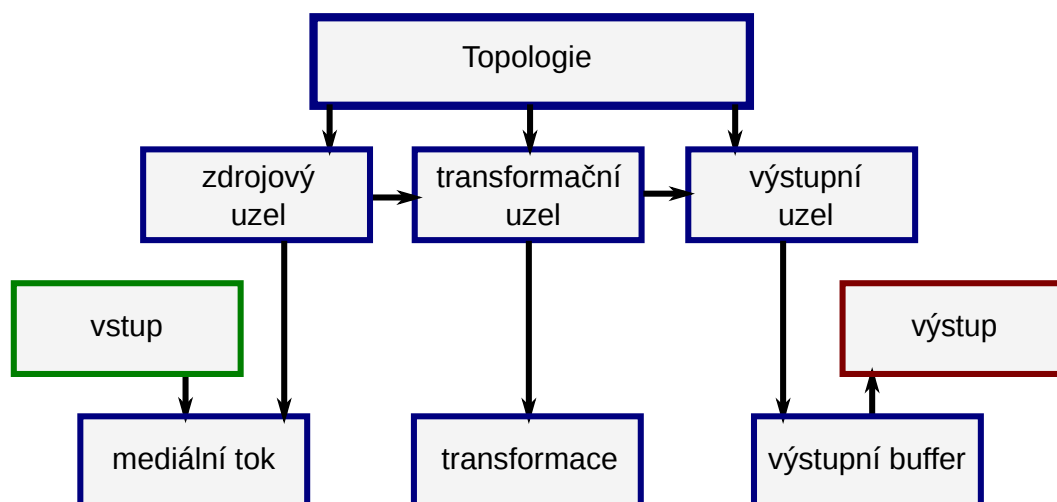 Topologie
zdrojový
uzel
transformační
uzel
výstupní
uzel
vstup
výstup
mediální tok
transformace
výstupní buffer